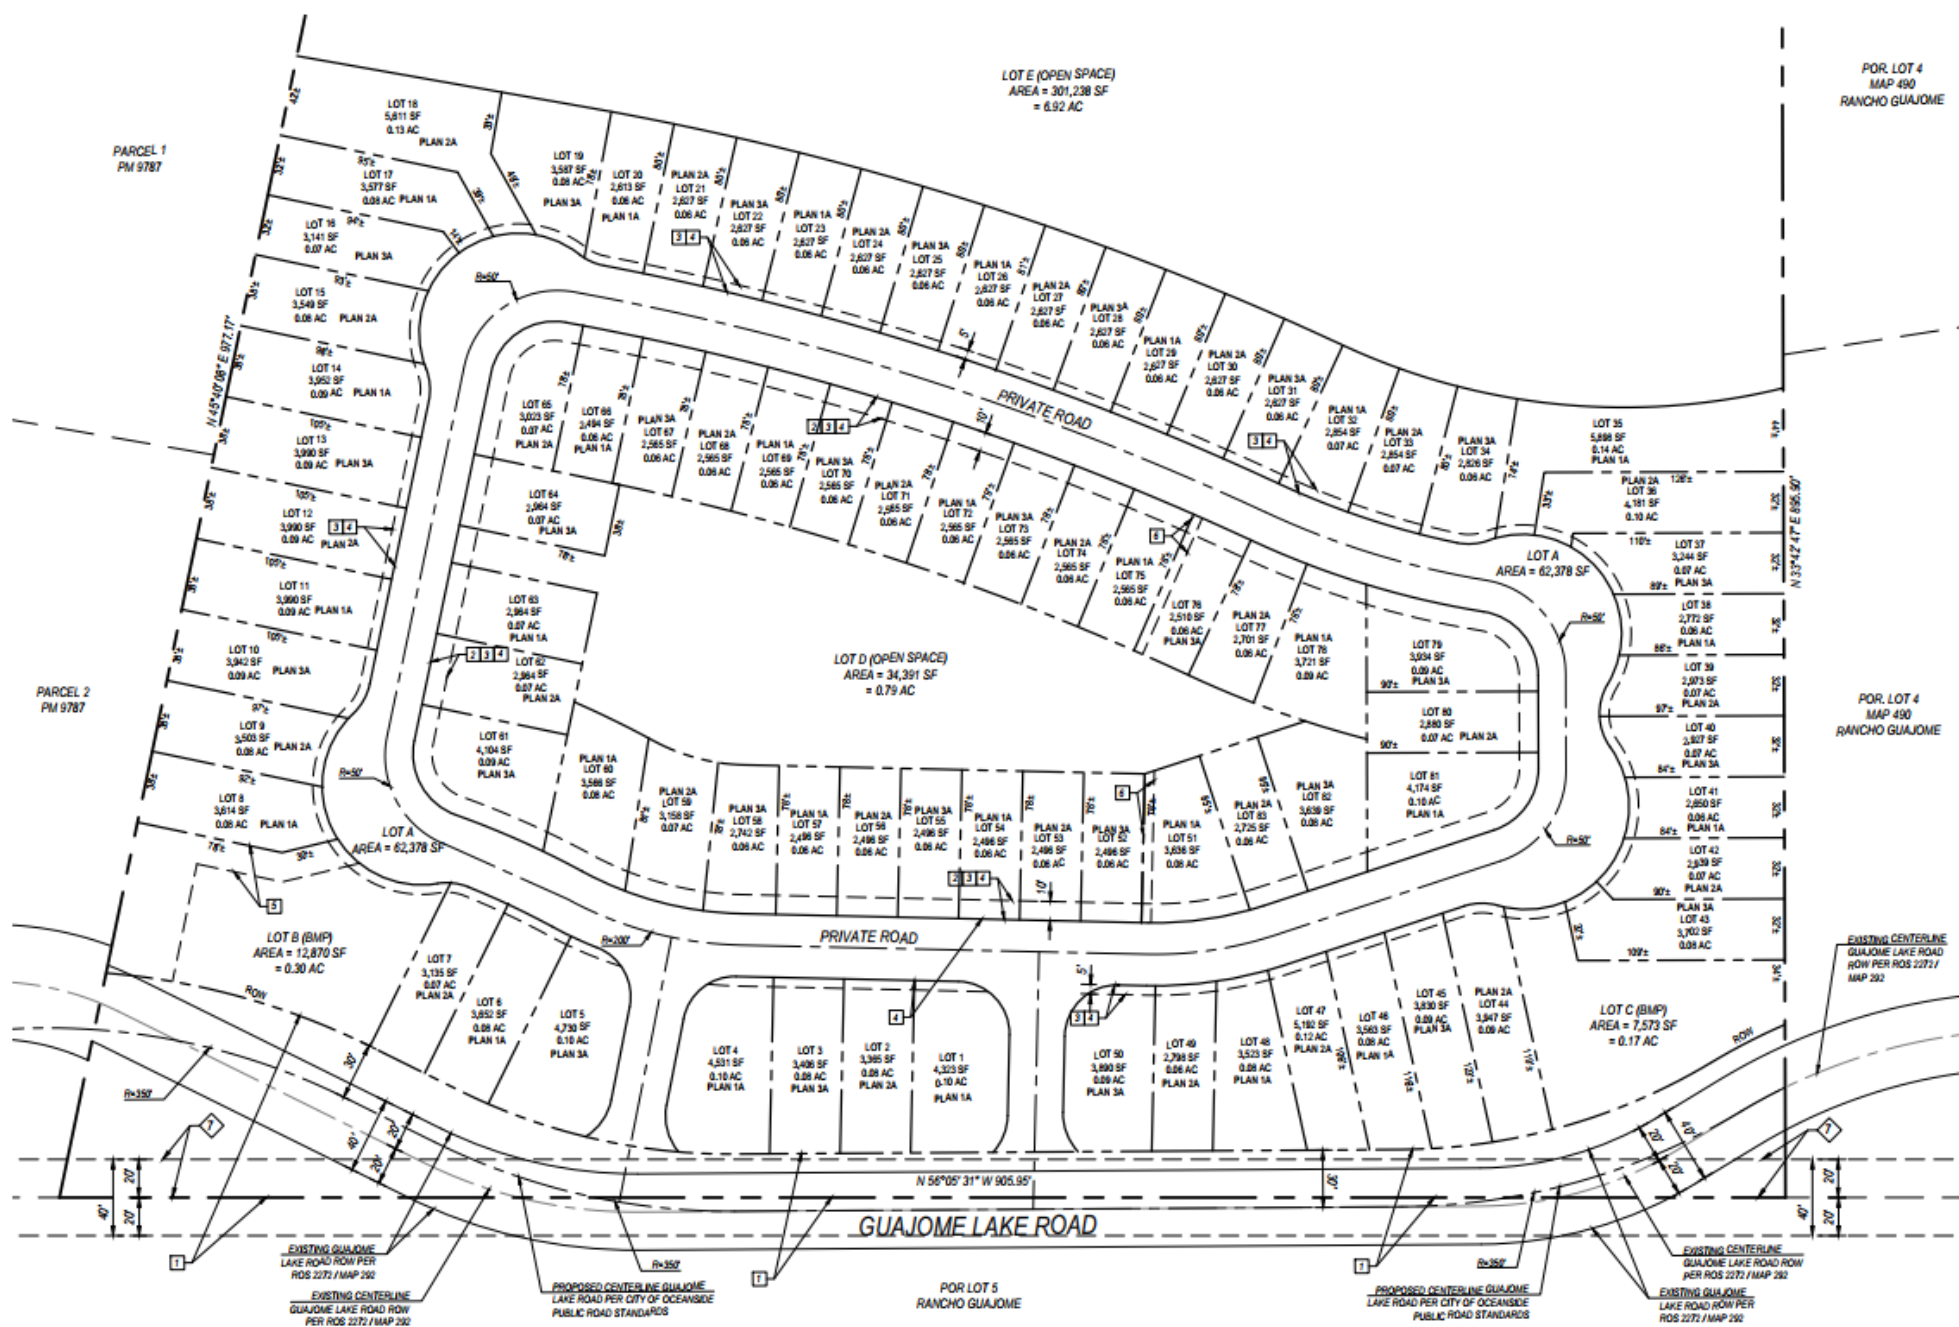 LOT E (OPEN SPACE)
AREA = 301,238 SF
= 6.92 AC
POR. LOT 4
MAP 490
RANCHO GUAJOME
PARCEL 1
PM 9787
LOT 18
5,611 SF
0.13 AC
PLAN 2A
LOT 17
3,577 SF
0.08 AC PLAN 1A
LOT 16
3,141 SF
0.07 AC
PLAN 3A
LOT 15
3,549 SF
0.08 AC PLAN 2A
LOT 14
3,952 SF
0.09 AC PLAN 1A
LOT 13
3,990 SF
0.09 AC PLAN 3A
LOT 12
3,990 SF
0.09 AC
PLAN 2A
LOT 11
3,990 SF
0.09 AC PLAN 1A
LOT 10
3,942 SF
0.09 AC PLAN 3A
LOT 9
3,503 SF
0.08 AC PLAN 2A
LOT 8
3,614 SF
0.08 AC PLAN 1A
N 45°40'08" E 977.17'
PARCEL 2
PM 9787
LOT 19
3,587 SF
0.08 AC
PLAN 3A
LOT 20
2,613 SF
0.06 AC
PLAN 1A
PLAN 2A
LOT 21
2,627 SF
0.06 AC
PLAN 3A
LOT 22
2,627 SF
0.06 AC
PLAN 1A
LOT 23
2,627 SF
0.06 AC
PLAN 2A
LOT 24
2,627 SF
0.06 AC
PLAN 3A
LOT 25
2,627 SF
0.06 AC
PLAN 1A
LOT 26
2,627 SF
0.06 AC
PLAN 2A
LOT 27
2,627 SF
0.06 AC
PLAN 3A
LOT 28
2,627 SF
0.06 AC
PLAN 1A
LOT 29
2,627 SF
0.06 AC
PLAN 2A
LOT 30
2,627 SF
0.06 AC
PLAN 3A
LOT 31
2,627 SF
0.06 AC
PLAN 1A
LOT 32
2,854 SF
0.07 AC
PLAN 2A
LOT 33
2,854 SF
0.07 AC
PLAN 3A
LOT 34
2,826 SF
0.06 AC
LOT 35
5,898 SF
0.14 AC
PLAN 1A
PLAN 2A
LOT 36
4,181 SF
0.10 AC
LOT 37
3,244 SF
0.07 AC
PLAN 3A
LOT 38
2,772 SF
0.06 AC
PLAN 1A
LOT 39
2,973 SF
0.07 AC
PLAN 2A
LOT 40
2,927 SF
0.07 AC
PLAN 3A
LOT 41
2,650 SF
0.06 AC
PLAN 1A
LOT 42
2,939 SF
0.07 AC
PLAN 2A
PLAN 3A
LOT 43
3,702 SF
0.08 AC
N 33°42'47" E 895.90'
POR. LOT 4
MAP 490
RANCHO GUAJOME
R=50'
PRIVATE ROAD
LOT A
AREA = 62,378 SF
R=50'
LOT 65
3,023 SF
0.07 AC
PLAN 2A
LOT 66
2,494 SF
0.06 AC
PLAN 1A
PLAN 3A
LOT 67
2,565 SF
0.06 AC
PLAN 2A
LOT 68
2,565 SF
0.06 AC
PLAN 1A
LOT 69
2,565 SF
0.06 AC
PLAN 3A
LOT 70
2,565 SF
0.06 AC
PLAN 2A
LOT 71
2,565 SF
0.06 AC
PLAN 1A
LOT 72
2,565 SF
0.06 AC
PLAN 3A
LOT 73
2,565 SF
0.06 AC
PLAN 2A
LOT 74
2,565 SF
0.06 AC
PLAN 1A
LOT 75
2,565 SF
0.06 AC
LOT 76
2,510 SF
0.06 AC
PLAN 3A
PLAN 2A
LOT 77
2,701 SF
0.06 AC
PLAN 1A
LOT 78
3,721 SF
0.09 AC
LOT 79
3,934 SF
0.09 AC
PLAN 3A
LOT 80
2,880 SF
0.07 AC PLAN 2A
LOT 81
4,174 SF
0.10 AC
PLAN 1A
LOT 64
2,964 SF
0.07 AC
PLAN 3A
LOT 63
2,964 SF
0.07 AC
PLAN 1A
LOT 62
2,964 SF
0.07 AC
PLAN 2A
LOT 61
4,104 SF
0.09 AC
PLAN 3A
LOT D (OPEN SPACE)
AREA = 34,391 SF
= 0.79 AC
PLAN 1A
LOT 60
3,566 SF
0.08 AC
PLAN 2A
LOT 59
3,158 SF
0.07 AC
PLAN 3A
LOT 58
2,742 SF
0.06 AC
PLAN 1A
LOT 57
2,496 SF
0.06 AC
PLAN 2A
LOT 56
2,496 SF
0.06 AC
PLAN 3A
LOT 55
2,496 SF
0.06 AC
PLAN 1A
LOT 54
2,496 SF
0.06 AC
PLAN 2A
LOT 53
2,496 SF
0.06 AC
PLAN 3A
LOT 52
2,496 SF
0.06 AC
PLAN 1A
LOT 51
3,636 SF
0.08 AC
PLAN 2A
LOT 83
2,725 SF
0.06 AC
PLAN 3A
LOT 82
3,639 SF
0.08 AC
R=50'
R=50'
LOT A
AREA = 62,378 SF
LOT B (BMP)
AREA = 12,870 SF
= 0.30 AC
R=200'
PRIVATE ROAD
LOT 7
3,135 SF
0.07 AC
PLAN 2A
LOT 6
3,652 SF
0.08 AC
PLAN 1A
LOT 5
4,730 SF
0.10 AC
PLAN 3A
LOT 4
4,531 SF
0.10 AC
PLAN 1A
LOT 3
3,406 SF
0.08 AC
PLAN 3A
LOT 2
3,365 SF
0.08 AC
PLAN 2A
LOT 1
4,323 SF
0.10 AC
PLAN 1A
LOT 50
3,890 SF
0.09 AC
PLAN 3A
LOT 49
2,798 SF
0.06 AC
PLAN 2A
LOT 48
3,523 SF
0.08 AC
PLAN 1A
LOT 47
5,192 SF
0.12 AC
PLAN 2A
LOT 46
3,563 SF
0.08 AC
PLAN 1A
LOT 45
3,830 SF
0.09 AC
PLAN 3A
PLAN 2A
LOT 44
3,947 SF
0.09 AC
LOT C (BMP)
AREA = 7,573 SF
= 0.17 AC
EXISTING CENTERLINE
GUAJOME LAKE ROAD
ROW PER ROS 2272 /
MAP 292
ROW
ROW
R=350'
N 56°05' 31" W 905.95'
GUAJOME LAKE ROAD
EXISTING GUAJOME
LAKE ROAD ROW PER
ROS 2272 / MAP 292
EXISTING CENTERLINE
GUAJOME LAKE ROAD ROW
PER ROS 2272 / MAP 292
R=350'
PROPOSED CENTERLINE GUAJOME
LAKE ROAD PER CITY OF OCEANSIDE
PUBLIC ROAD STANDARDS
POR LOT 5
RANCHO GUAJOME
R=350'
PROPOSED CENTERLINE GUAJOME
LAKE ROAD PER CITY OF OCEANSIDE
PUBLIC ROAD STANDARDS
EXISTING CENTERLINE
GUAJOME LAKE ROAD ROW
PER ROS 2272 / MAP 292
EXISTING GUAJOME
LAKE ROAD ROW PER
ROS 2272 / MAP 292